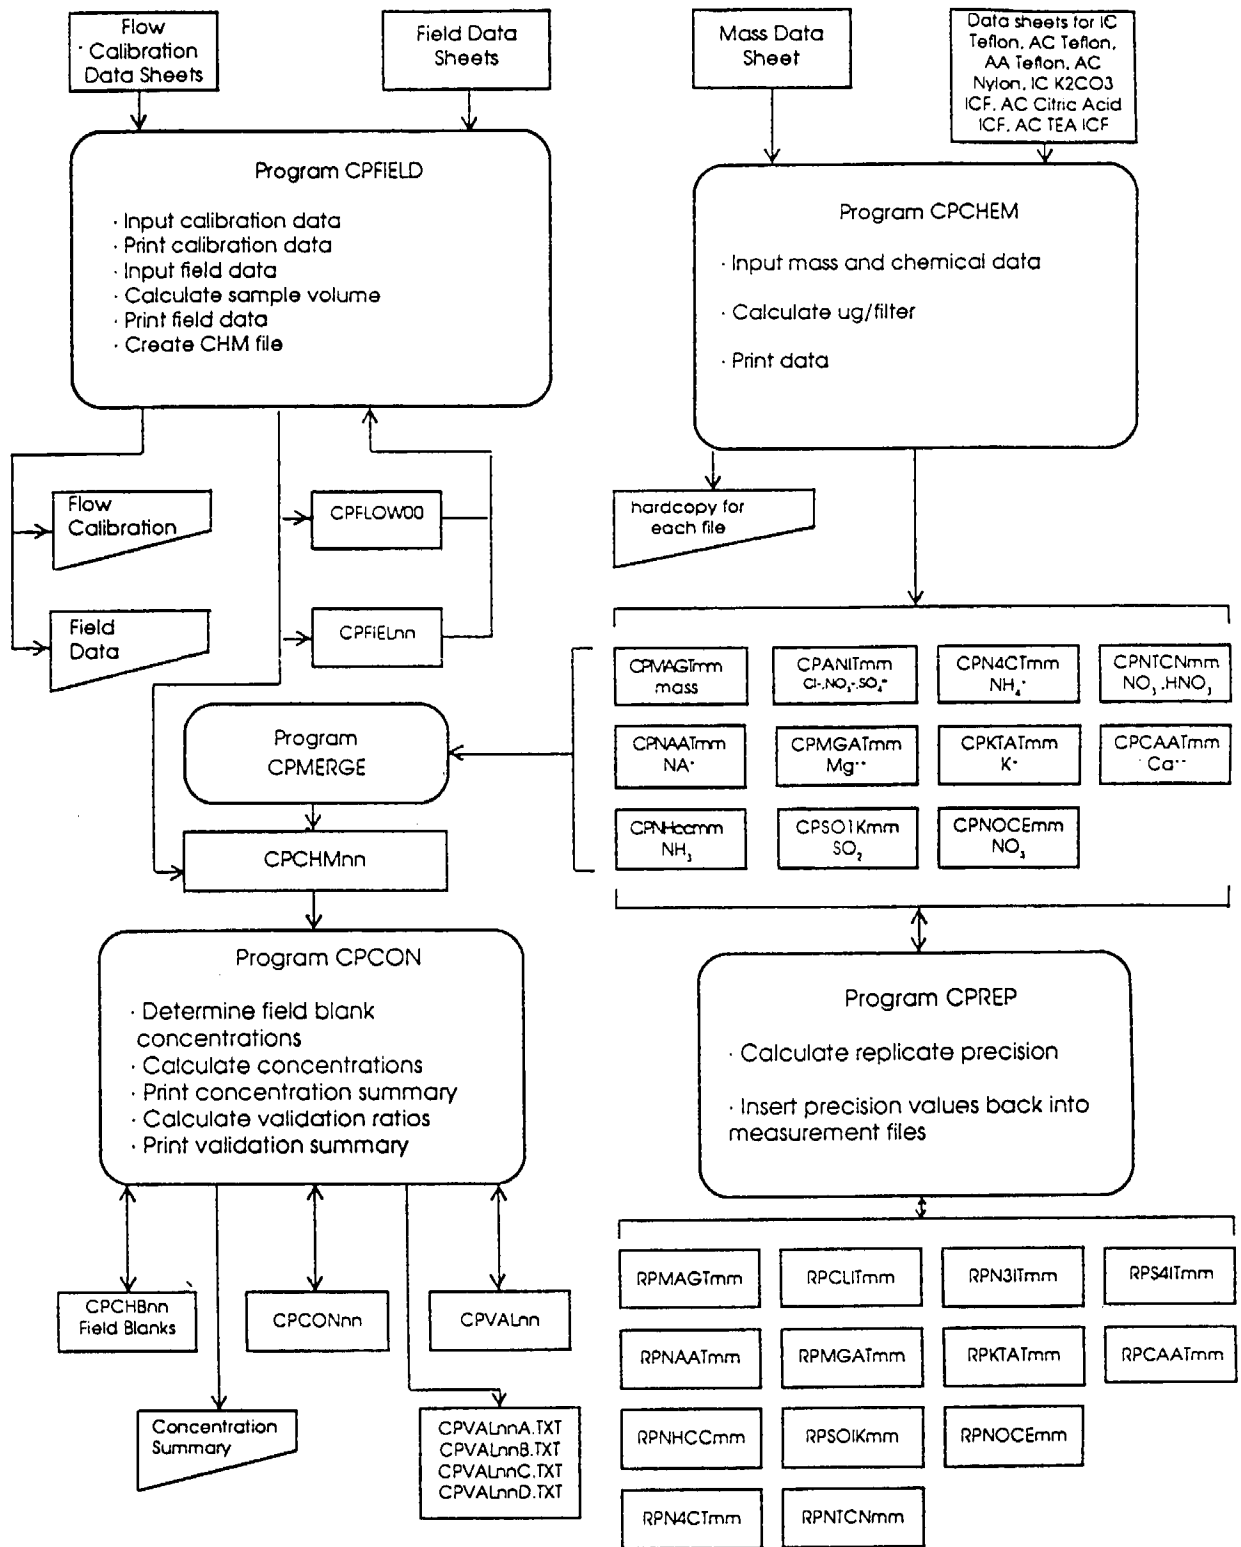 Flow
Calibration
Data Sheets
Field Data
Sheets
Mass Data
Sheet
Data sheets for IC
Teflon, AC Teflon,
AA Teflon, AC
Nylon, IC K2CO3
ICF, AC Citric Acid
ICF, AC TEA ICF
Program CPFIELD
· Input calibration data
· Print calibration data
· Input field data
· Calculate sample volume
· Print field data
· Create CHM file
Program CPCHEM
· Input mass and chemical data
· Calculate ug/filter
· Print data
Flow
Calibration
CPFLOW00
hardcopy for
each file
Field
Data
CPFIELnn
CPMAGTmm
mass
CPANITmm
Cl-,NO₃-,SO₄=
CPN4CTmm
NH₄⁺
CPNTCNmm
NO₃,HNO₃
Program
CPMERGE
CPNAATmm
NA⁺
CPMGATmm
Mg⁺⁺
CPKTATmm
K⁺
CPCAATmm
Ca⁺⁺
CPCHMnn
CPNHccmm
NH₃
CPSO1Kmm
SO₂
CPNOCEmm
NO₃
Program CPCON
· Determine field blank
concentrations
· Calculate concentrations
· Print concentration summary
· Calculate validation ratios
· Print validation summary
Program CPREP
· Calculate replicate precision
· Insert precision values back into
measurement files
CPCHBnn
Field Blanks
CPCONnn
CPVALnn
Concentration
Summary
CPVALnnA.TXT
CPVALnnB.TXT
CPVALnnC.TXT
CPVALnnD.TXT
RPMAGTmm
RPCLITmm
RPN3ITmm
RPS4ITmm
RPNAATmm
RPMGATmm
RPKTATmm
RPCAATmm
RPNHCCmm
RPSOIKmm
RPNOCEmm
RPN4CTmm
RPNTCNmm